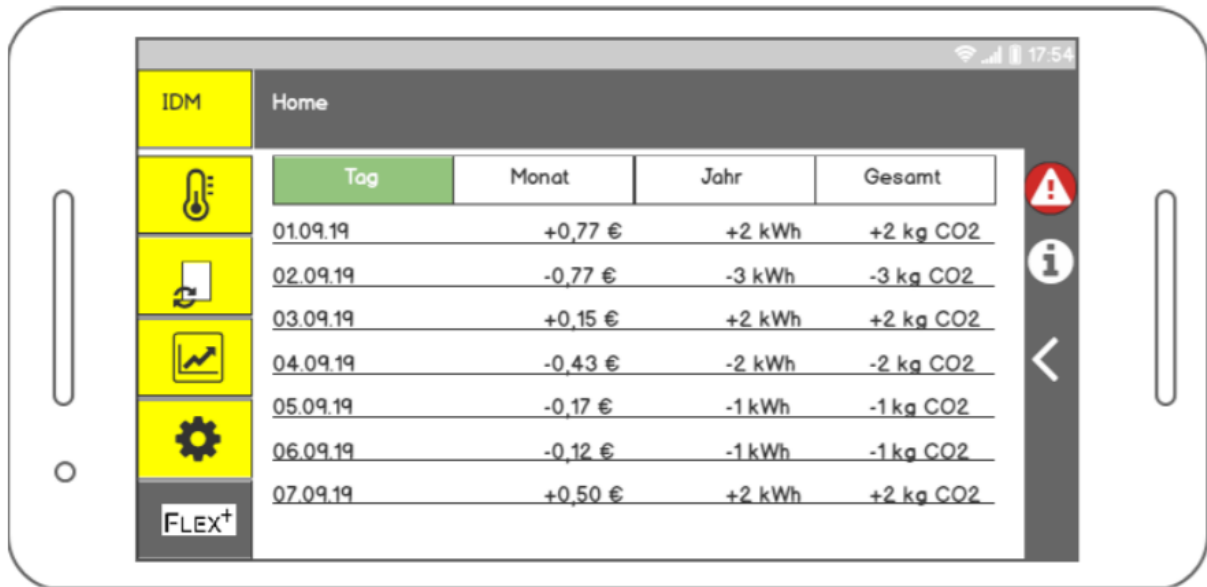 17:54
IDM Home
Tag Monat Jahr Gesamt
01.09.19 +0,77 € +2 kWh +2 kg CO2
02.09.19 -0,77 € -3 kWh -3 kg CO2
03.09.19 +0,15 € +2 kWh +2 kg CO2
04.09.19 -0,43 € -2 kWh -2 kg CO2
05.09.19 -0,17 € -1 kWh -1 kg CO2
06.09.19 -0,12 € -1 kWh -1 kg CO2
07.09.19 +0,50 € +2 kWh +2 kg CO2
FLEX+